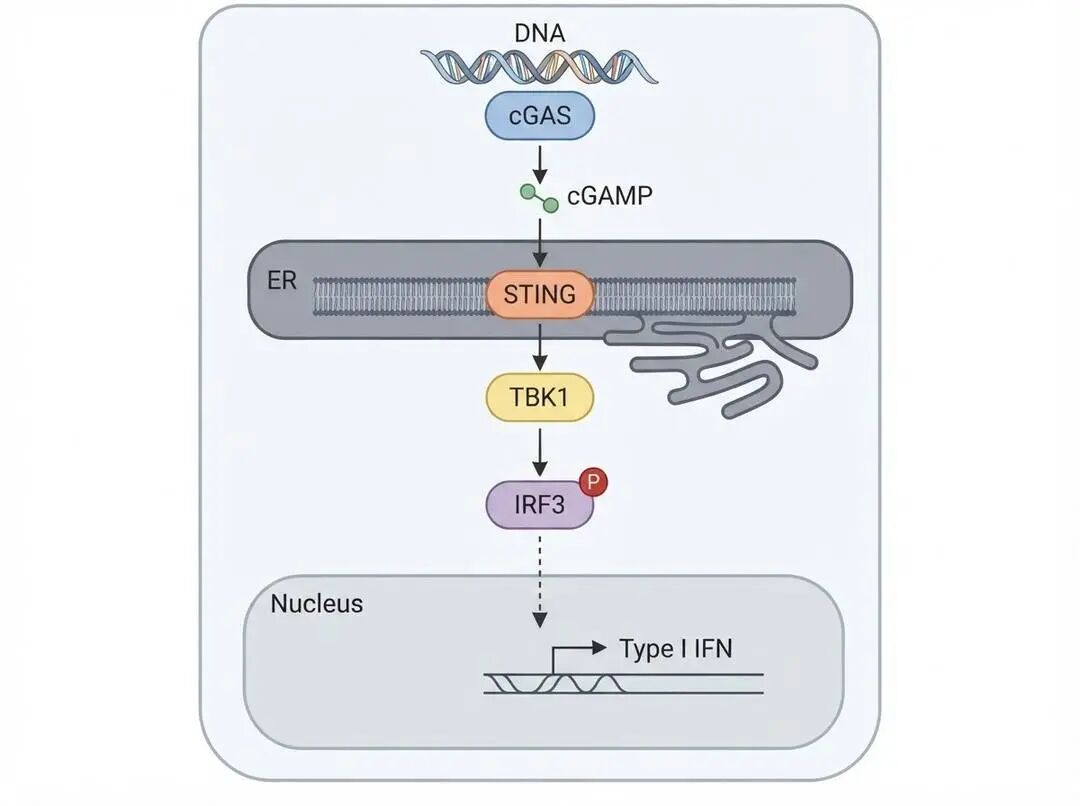 DNA
cGAS
cGAMP
ER
STING
TBK1
P
IRF3
Nucleus
Type I IFN